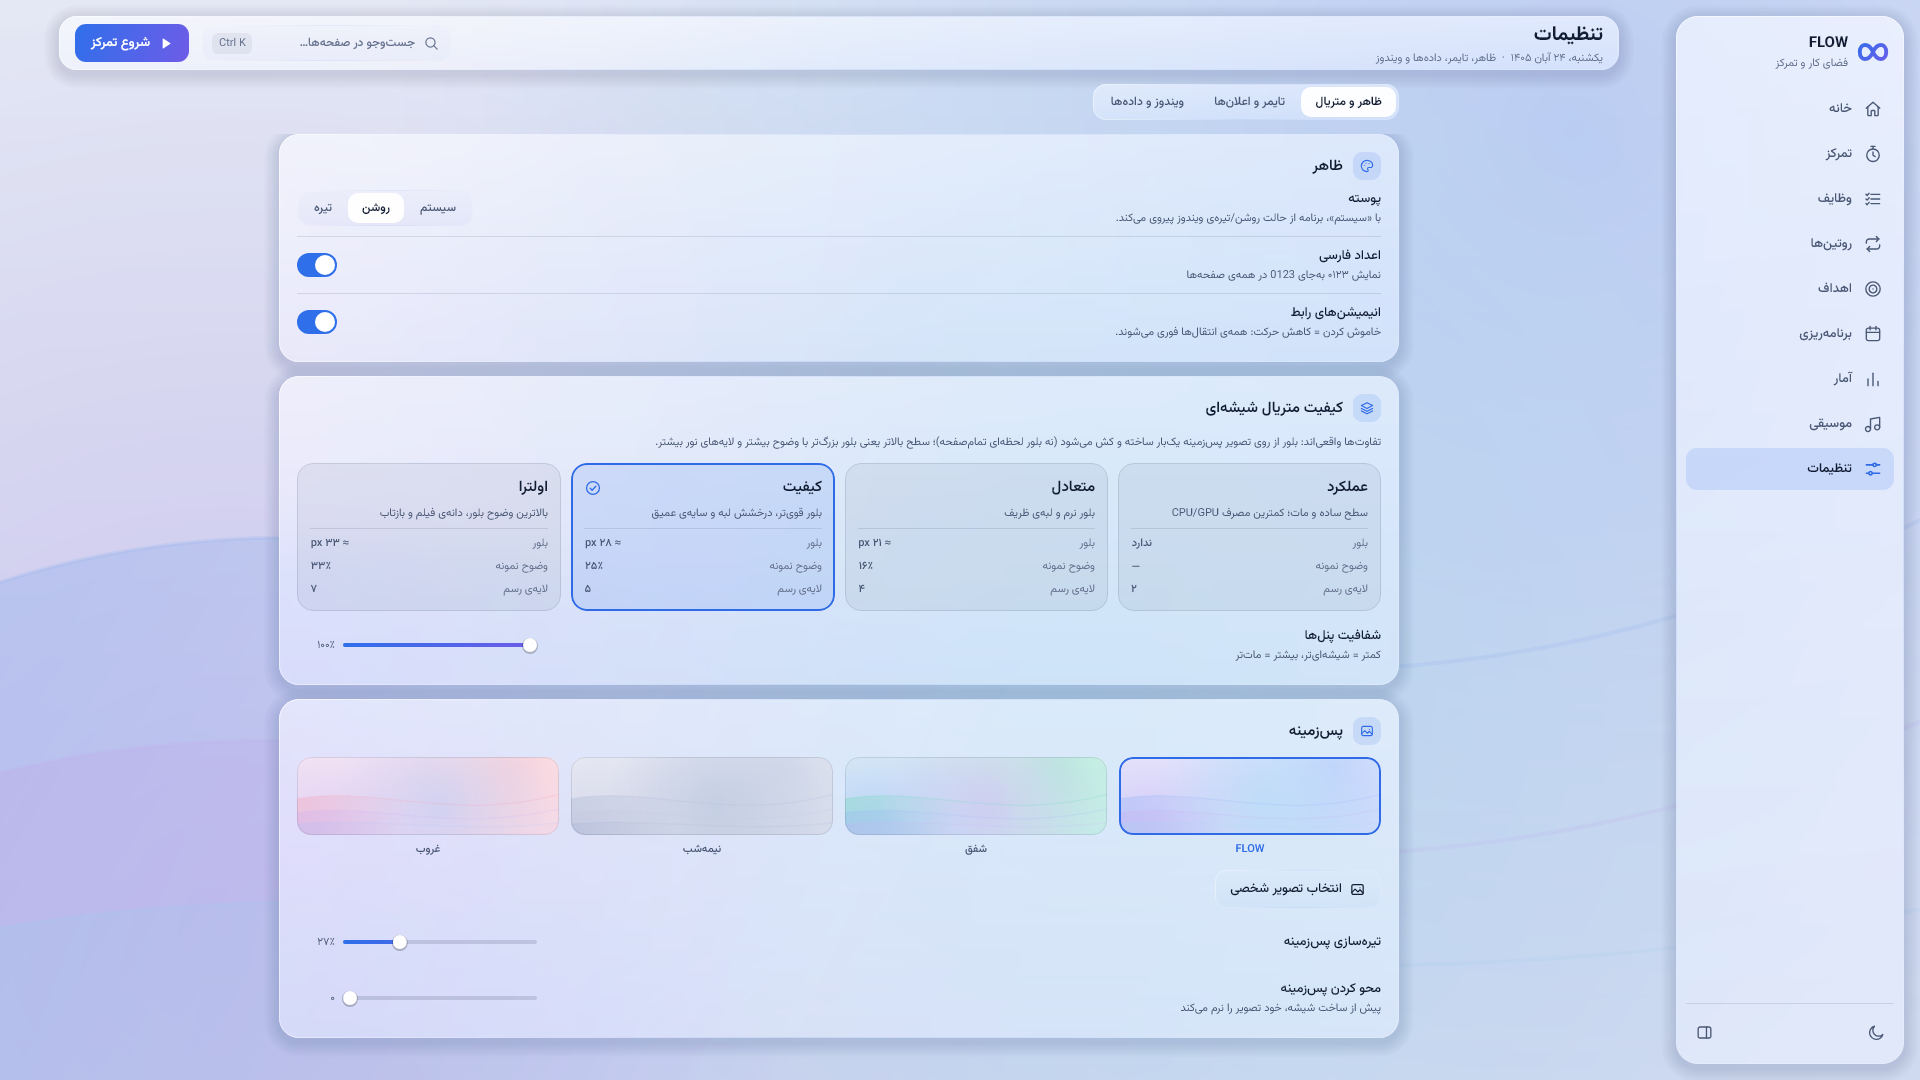 FLOW
فضای کار و تمرکز
خانه
تمرکز
وظایف
روتین‌ها
اهداف
برنامه‌ریزی
آمار
موسیقی
تنظیمات
تنظیمات
یکشنبه، ۲۴ آبان ۱۴۰۵ · ظاهر، تایمر، داده‌ها و ویندوز
جست‌وجو در صفحه‌ها…
Ctrl K
شروع تمرکز
ظاهر و متریال
تایمر و اعلان‌ها
ویندوز و داده‌ها
ظاهر
پوسته
با «سیستم»، برنامه از حالت روشن/تیره‌ی ویندوز پیروی می‌کند.
سیستم
روشن
تیره
اعداد فارسی
نمایش ۰۱۲۳ به‌جای 0123 در همه‌ی صفحه‌ها
انیمیشن‌های رابط
خاموش کردن = کاهش حرکت: همه‌ی انتقال‌ها فوری می‌شوند.
کیفیت متریال شیشه‌ای
تفاوت‌ها واقعی‌اند: بلور از روی تصویر پس‌زمینه یک‌بار ساخته و کش می‌شود (نه بلور لحظه‌ای تمام‌صفحه)؛ سطح بالاتر یعنی بلور بزرگ‌تر با وضوح بیشتر و لایه‌های نور بیشتر.
عملکرد
سطح ساده و مات؛ کمترین مصرف CPU/GPU
بلور ندارد
وضوح نمونه —
لایه‌ی رسم ۲
متعادل
بلور نرم و لبه‌ی ظریف
بلور ≈ ۲۱ px
وضوح نمونه ۱۶٪
لایه‌ی رسم ۴
کیفیت
بلور قوی‌تر، درخشش لبه و سایه‌ی عمیق
بلور ≈ ۲۸ px
وضوح نمونه ۲۵٪
لایه‌ی رسم ۵
اولترا
بالاترین وضوح بلور، دانه‌ی فیلم و بازتاب
بلور ≈ ۳۳ px
وضوح نمونه ۳۳٪
لایه‌ی رسم ۷
شفافیت پنل‌ها
کمتر = شیشه‌ای‌تر، بیشتر = مات‌تر
۱۰۰٪
پس‌زمینه
FLOW
شفق
نیمه‌شب
غروب
انتخاب تصویر شخصی
تیره‌سازی پس‌زمینه
۲۷٪
محو کردن پس‌زمینه
پیش از ساخت شیشه، خود تصویر را نرم می‌کند
۰